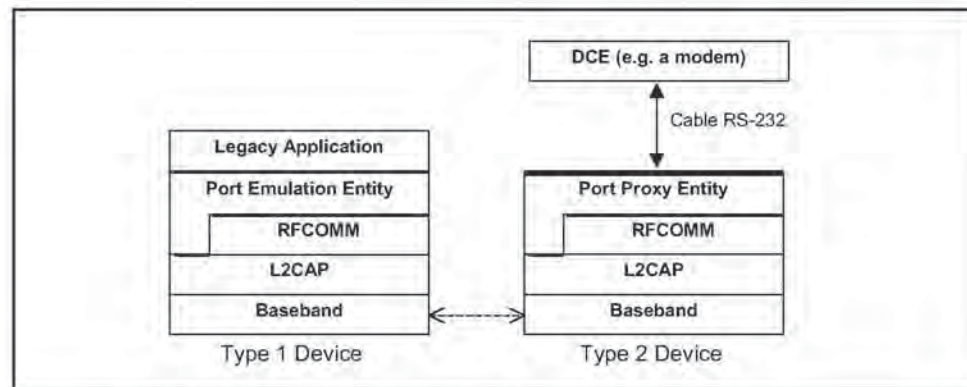 DCE (e.g. a modem)
Cable RS-232
Legacy Application
Port Emulation Entity
RFCOMM
L2CAP
Baseband
Type 1 Device
Port Proxy Entity
RFCOMM
L2CAP
Baseband
Type 2 Device